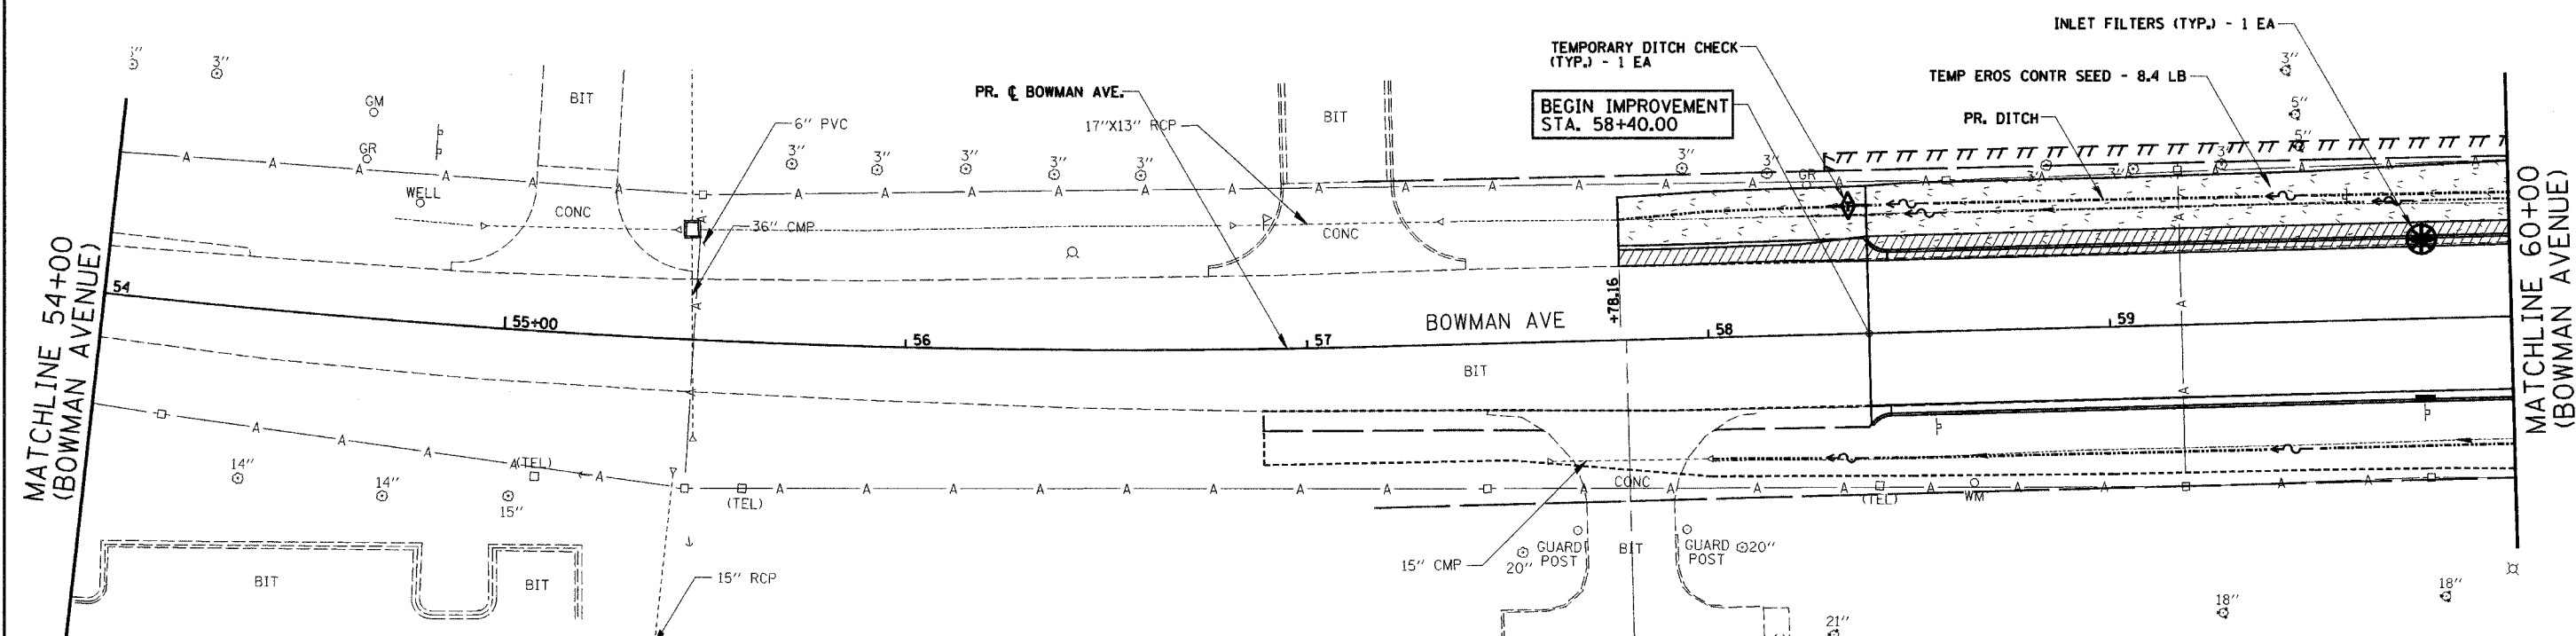 INLET FILTERS (TYP.) - 1 EA
TEMPORARY DITCH CHECK
(TYP.) - 1 EA
TEMP EROS CONTR SEED - 8.4 LB
PR. DITCH
BEGIN IMPROVEMENT
STA. 58+40.00
PR. ℄ BOWMAN AVE.
3"
3"
GM
BIT
6" PVC
17"X13" RCP
BIT
5"
5"
GR
WELL
CONC
36" CMP
3"
3"
3"
3"
3"
CONC
3"
3"
GR
3"
3"
3"
MATCHLINE 54+00
(BOWMAN AVENUE)
54
55+00
56
57
BOWMAN AVE
+78.16
58
59
MATCHLINE 60+00
(BOWMAN AVENUE)
BIT
14"
14"
(TEL)
15"
(TEL)
CONC
(TEL)
WM
BIT
BIT
15" RCP
15" CMP
20"
GUARD
POST
BIT
GUARD
POST
20"
21"
18"
18"